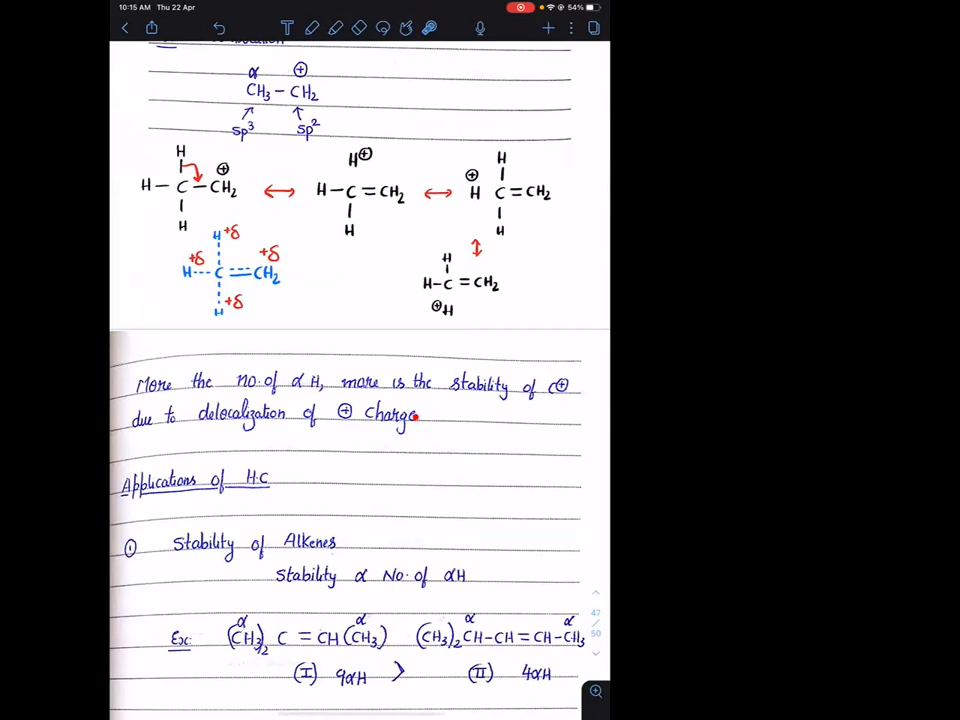 10:15 AM Thu 22 Apr
54%
α ⊕
CH₃ – CH₂
sp³ sp²
H ⊕
H – C – CH₂
H
H⊕
H – C = CH₂
H
H
⊕
H C = CH₂
H
H +δ
+δ +δ
H C CH₂
+δ
H
H
H – C = CH₂
⊕H
More the no. of α H, more is the stability of C⊕
due to delocalization of ⊕ charge
Applications of H.C
① Stability of Alkenes
Stability α No. of αH
Ex: (CH₃)₂ C = CH (CH₃) (CH₃)₂ CH – CH = CH – CH₃
α α α α
(I) 9αH > (II) 4αH
47
/
50